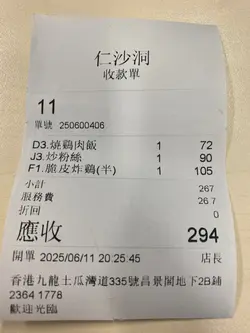 仁沙洞
收款單
11
單號 250600406
D3.燒鷄肉飯 1 72
J3.炒粉絲 1 90
F1.脆皮炸鷄(半) 1 105
小計 267
服務費 26.7
折回 0
應收 294
開單 2025/06/11 20:25:45 店長
香港九龍土瓜灣道335號昌景閣地下2B鋪
2364 1778
歡迎光臨